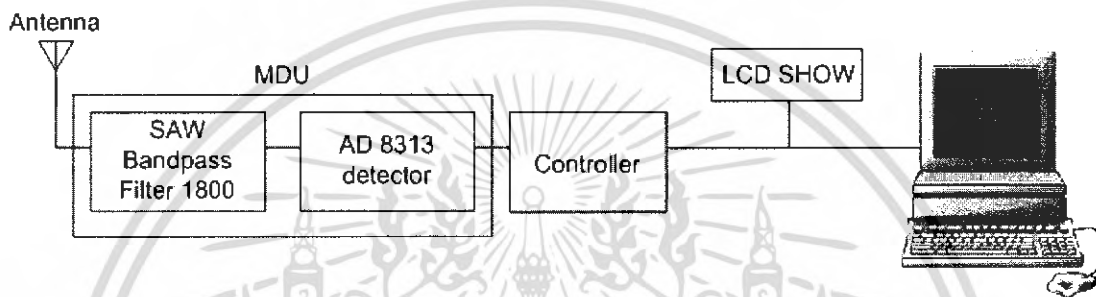 Antenna
MDU
LCD SHOW
SAW
Bandpass
Filter 1800
AD 8313
detector
Controller